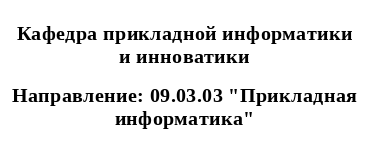 Кафедра прикладной информатики
и инноватики
Направление: 09.03.03 "Прикладная
информатика"